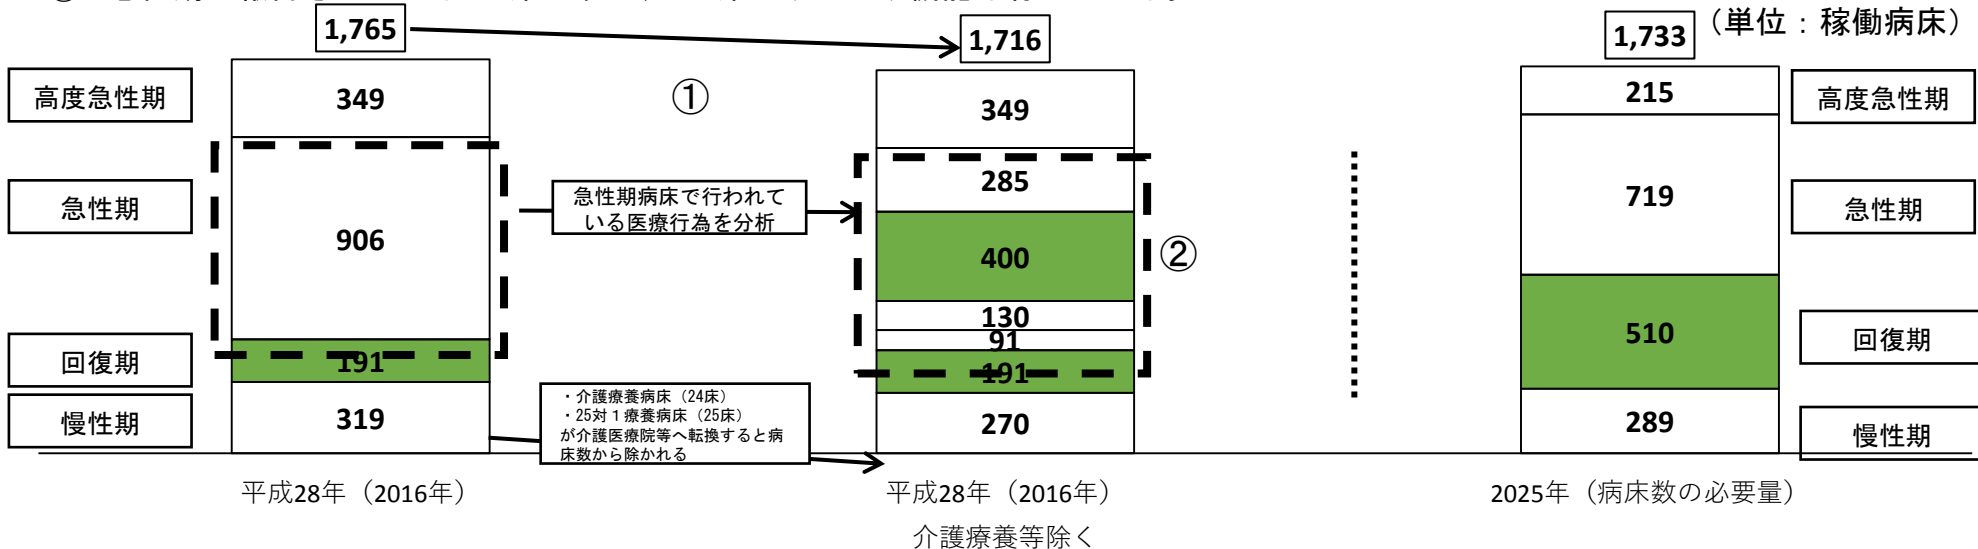 1,765
1,716
1,733
（単位：稼働病床）
高度急性期
349
①
349
215
高度急性期
急性期
906
急性期病床で行われて
いる医療行為を分析
285
400
②
719
急性期
130
91
回復期
191
191
510
回復期
慢性期
319
・介護療養病床（24床）
・25対１療養病床（25床）
が介護医療院等へ転換すると病
床数から除かれる
270
289
慢性期
平成28年（2016年）
平成28年（2016年）
介護療養等除く
2025年（病床数の必要量）